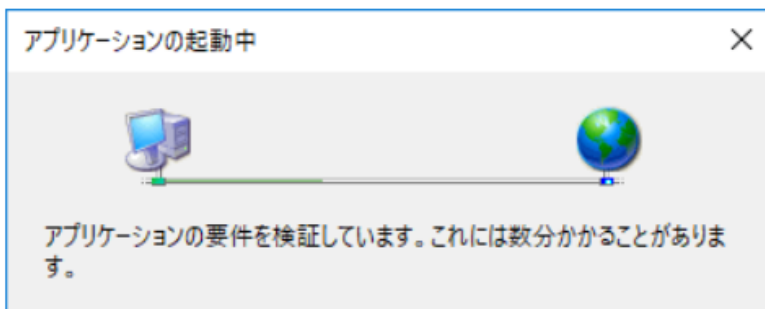 アプリケーションの起動中
アプリケーションの要件を検証しています。これには数分かかることがありま
す。